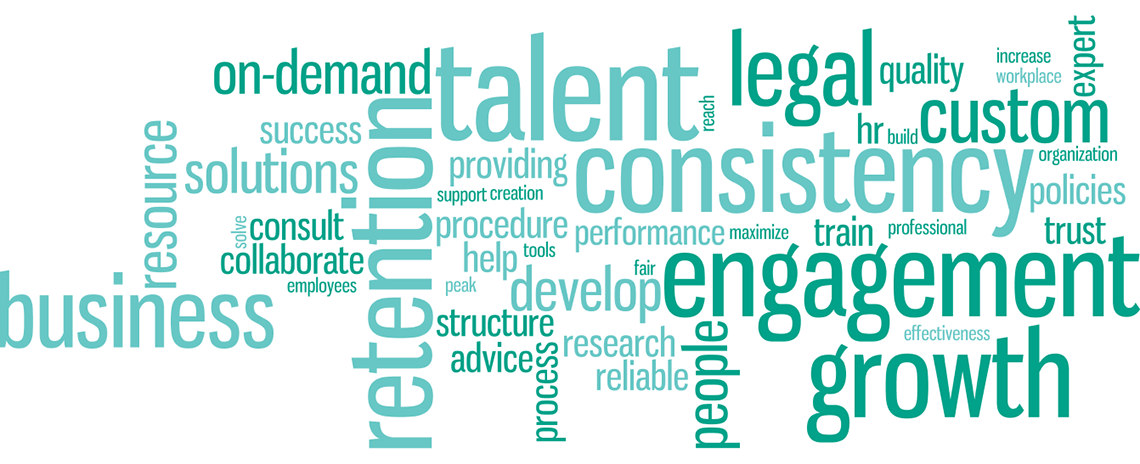 on-demand
talent
legal
quality
increase
workplace
expert
reach
success
hr
build
custom
resource
solutions
retention
providing
consistency
organization
support
creation
policies
solve
consult
procedure
performance
maximize
train
professional
trust
collaborate
help
tools
employees
peak
fair
develop
engagement
business
structure
research
effectiveness
advice
process
reliable
people
growth